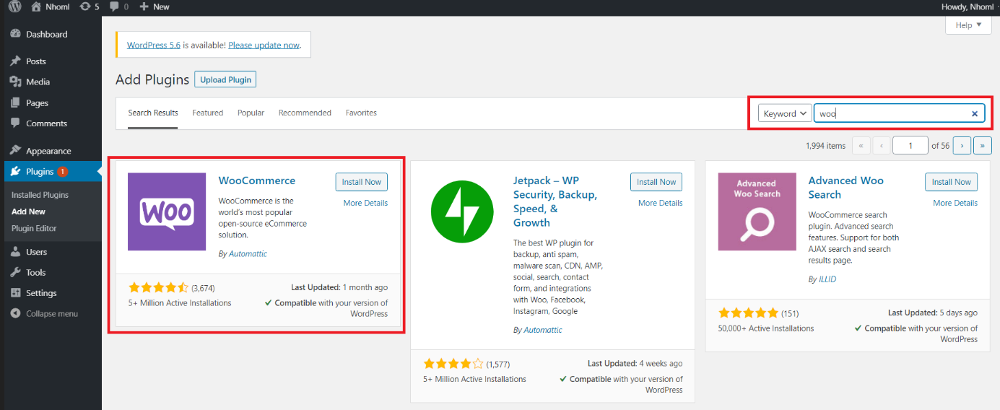 Nhoml 5 0 New Howdy, Nhoml
Help
Dashboard
Posts
Media
Pages
Comments
Appearance
Plugins 1
Installed Plugins
Add New
Plugin Editor
Users
Tools
Settings
Collapse menu
WordPress 5.6 is available! Please update now.
Add Plugins Upload Plugin
Search Results Featured Popular Recommended Favorites
Keyword woo
1,994 items « ‹ 1 of 56 › »
WOO
WooCommerce
Install Now
More Details
WooCommerce is the
world's most popular
open-source eCommerce
solution.
By Automattic
(3,674)
5+ Million Active Installations
Last Updated: 1 month ago
Compatible with your version of
WordPress
Jetpack – WP
Security, Backup,
Speed, &
Growth
Install Now
More Details
The best WP plugin for
backup, anti spam,
malware scan, CDN, AMP,
social, search, contact
form, and integrations
with Woo, Facebook,
Instagram, Google
By Automattic
(1,577)
5+ Million Active Installations
Last Updated: 4 weeks ago
Compatible with your version of
WordPress
Advanced
Woo Search
Advanced Woo
Search
Install Now
More Details
WooCommerce search
plugin. Advanced search
features. Support for both
AJAX search and search
results page.
By ILLID
(151)
50,000+ Active Installations
Last Updated: 5 days ago
Compatible with your version of
WordPress